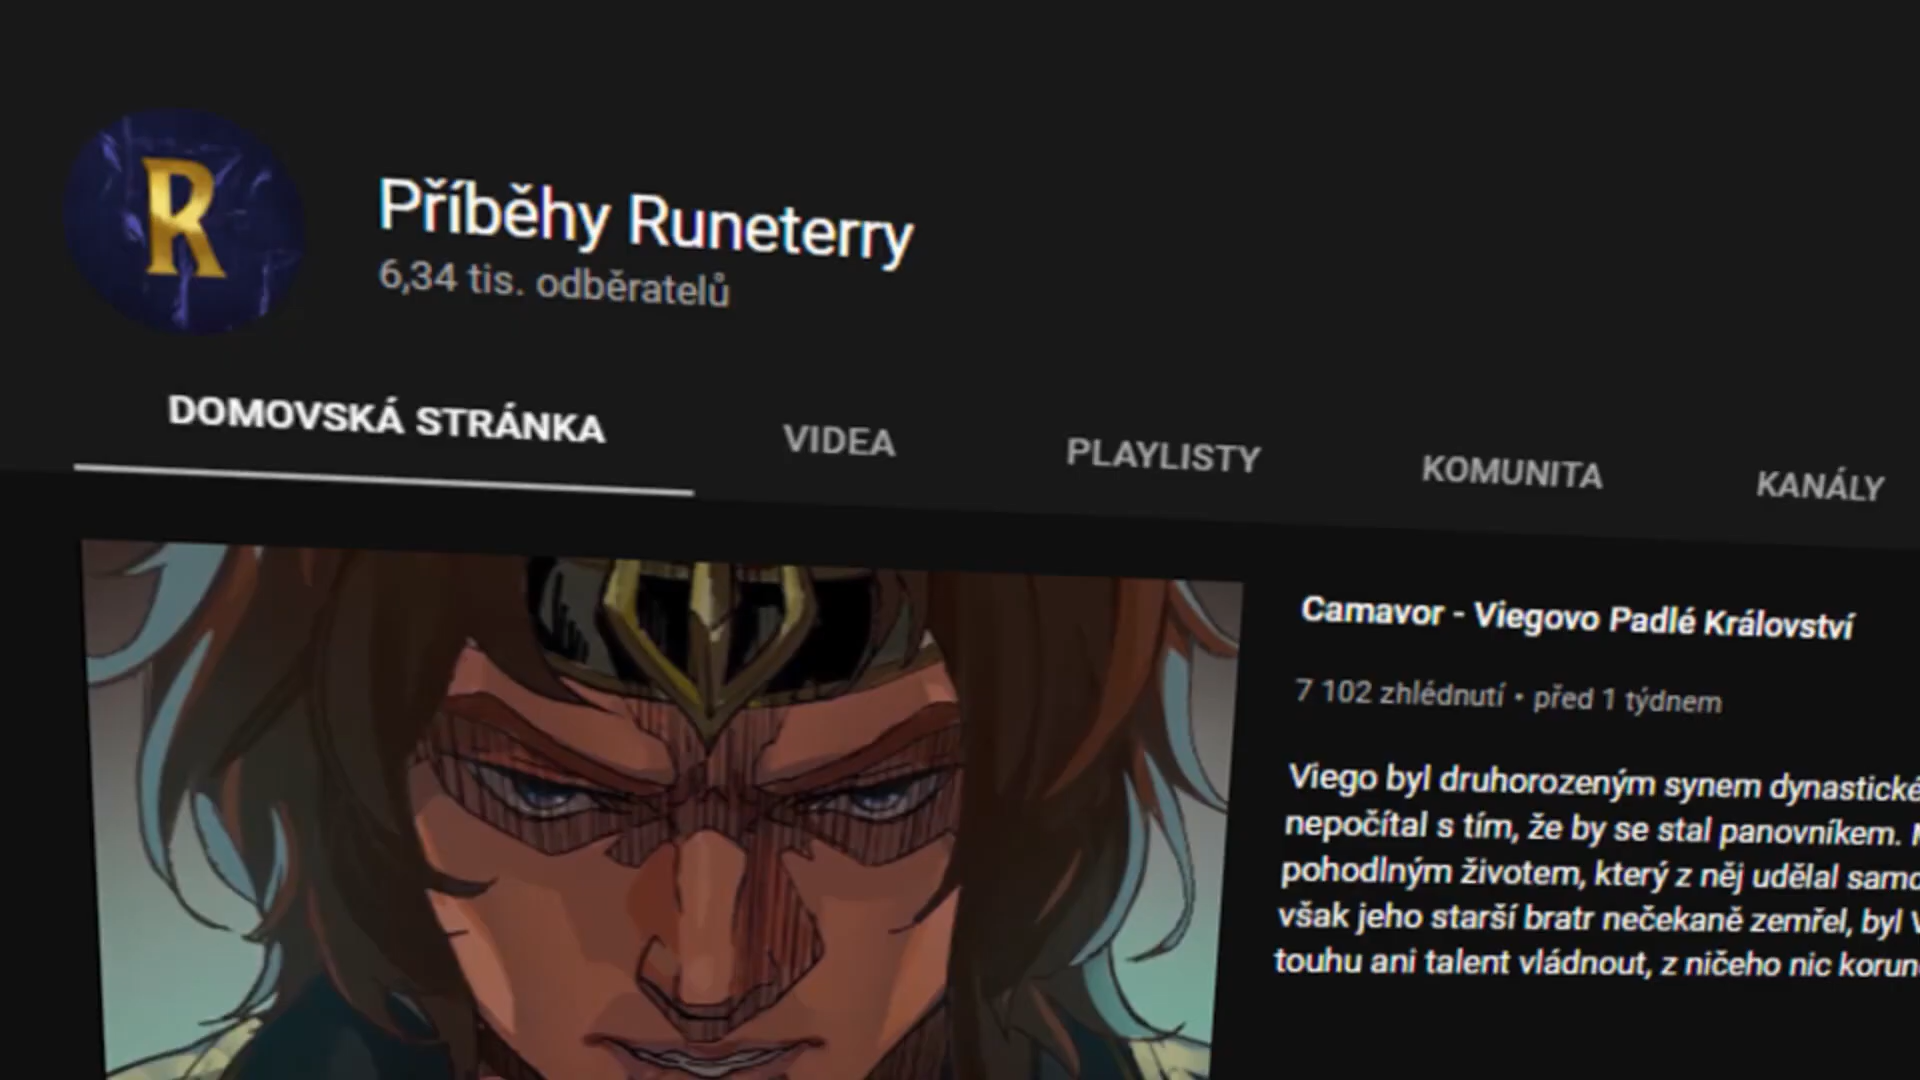 R
Příběhy Runeterry
6,34 tis. odběratelů
DOMOVSKÁ STRÁNKA
VIDEA
PLAYLISTY
KOMUNITA
KANÁLY
Camavor - Viegovo Padlé Království
7 102 zhlédnutí • před 1 týdnem
Viego byl druhorozeným synem dynastické
nepočítal s tím, že by se stal panovníkem.
pohodlným životem, který z něj udělal
však jeho starší bratr nečekaně zemřel, byl
touhu ani talent vládnout, z ničeho nic